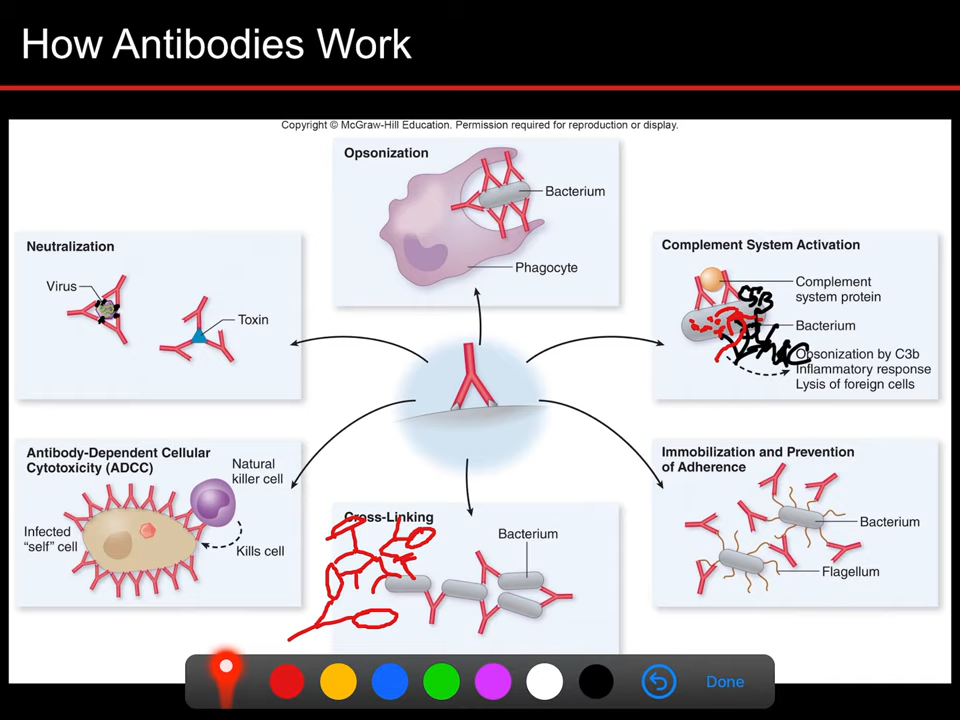 How Antibodies Work
Copyright © McGraw-Hill Education. Permission required for reproduction or display.
Opsonization
Bacterium
Phagocyte
Neutralization
Virus
Toxin
Complement System Activation
Complement
system protein
C5B
Bacterium
MAC
Opsonization by C3b
Inflammatory response
Lysis of foreign cells
Antibody-Dependent Cellular
Cytotoxicity (ADCC)
Natural
killer cell
Infected
"self" cell
Kills cell
Cross-Linking
Bacterium
Immobilization and Prevention
of Adherence
Bacterium
Flagellum
Done